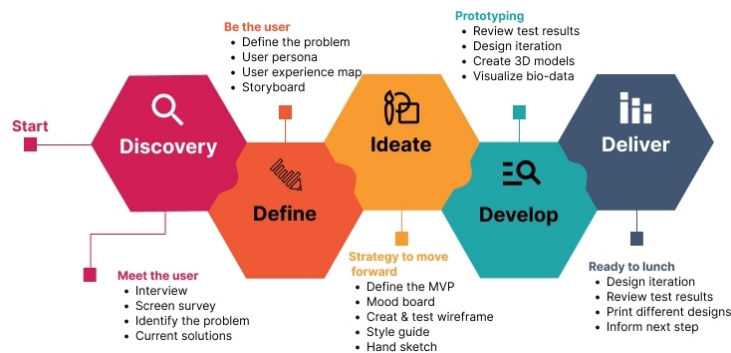 Start
Discovery
Meet the user
Interview
Screen survey
Identify the problem
Current solutions
Be the user
Define the problem
User persona
User experience map
Storyboard
Define
Ideate
Strategy to move
forward
Define the MVP
Mood board
Creat & test wireframe
Style guide
Hand sketch
Prototyping
Review test results
Design iteration
Create 3D models
Visualize bio-data
Develop
Deliver
Ready to lunch
Design iteration
Review test results
Print different designs
Inform next step